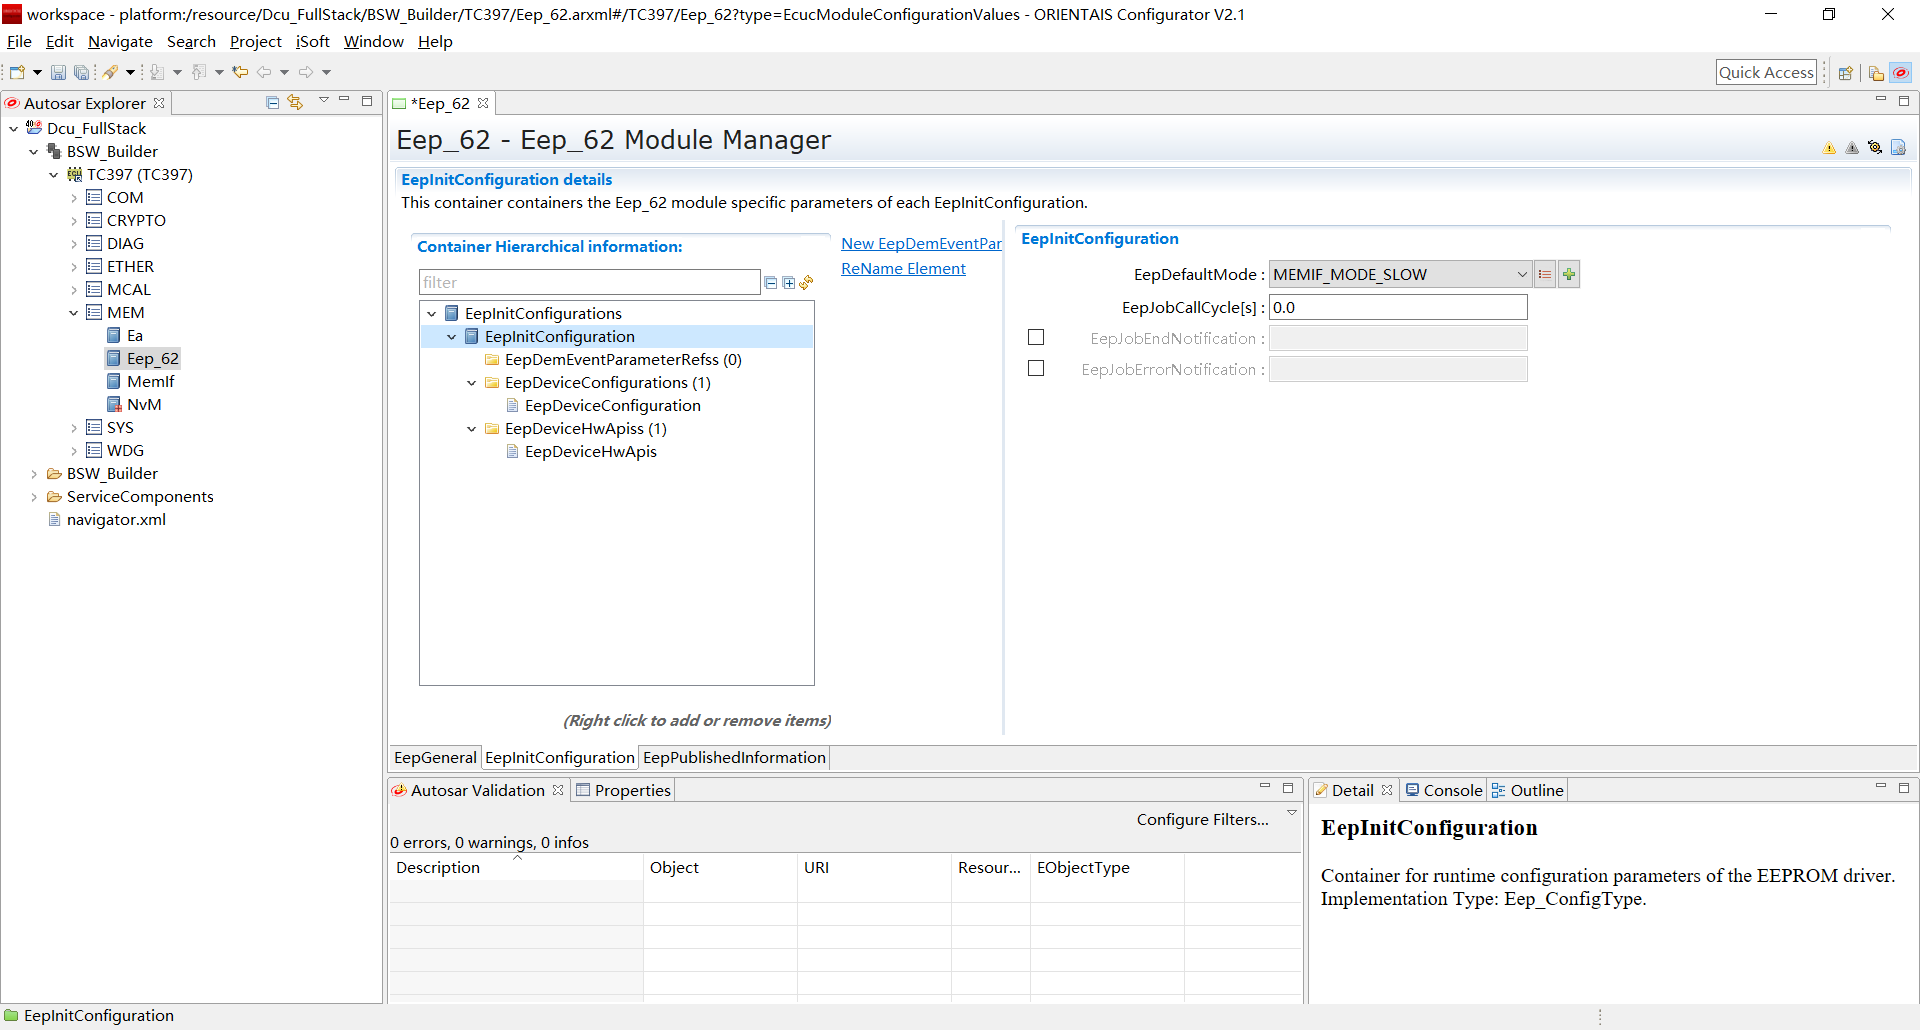 workspace - platform:/resource/Dcu_FullStack/BSW_Builder/TC397/Eep_62.arxml#/TC397/Eep_62?type=EcucModuleConfigurationValues - ORIENTAIS Configurator V2.1
File Edit Navigate Search Project iSoft Window Help
Quick Access
Autosar Explorer
Dcu_FullStack
BSW_Builder
TC397 (TC397)
COM
CRYPTO
DIAG
ETHER
MCAL
MEM
Ea
Eep_62
MemIf
NvM
SYS
WDG
BSW_Builder
ServiceComponents
navigator.xml
*Eep_62
Eep_62 - Eep_62 Module Manager
EepInitConfiguration details
This container containers the Eep_62 module specific parameters of each EepInitConfiguration.
Container Hierarchical information:
filter
EepInitConfigurations
EepInitConfiguration
EepDemEventParameterRefss (0)
EepDeviceConfigurations (1)
EepDeviceConfiguration
EepDeviceHwApiss (1)
EepDeviceHwApis
(Right click to add or remove items)
New EepDemEventPar
ReName Element
EepInitConfiguration
EepDefaultMode : MEMIF_MODE_SLOW
EepJobCallCycle[s] : 0.0
EepJobEndNotification :
EepJobErrorNotification :
EepGeneral EepInitConfiguration EepPublishedInformation
Autosar Validation Properties
Configure Filters...
0 errors, 0 warnings, 0 infos
Description Object URI Resour... EObjectType
Detail Console Outline
EepInitConfiguration
Container for runtime configuration parameters of the EEPROM driver.
Implementation Type: Eep_ConfigType.
EepInitConfiguration